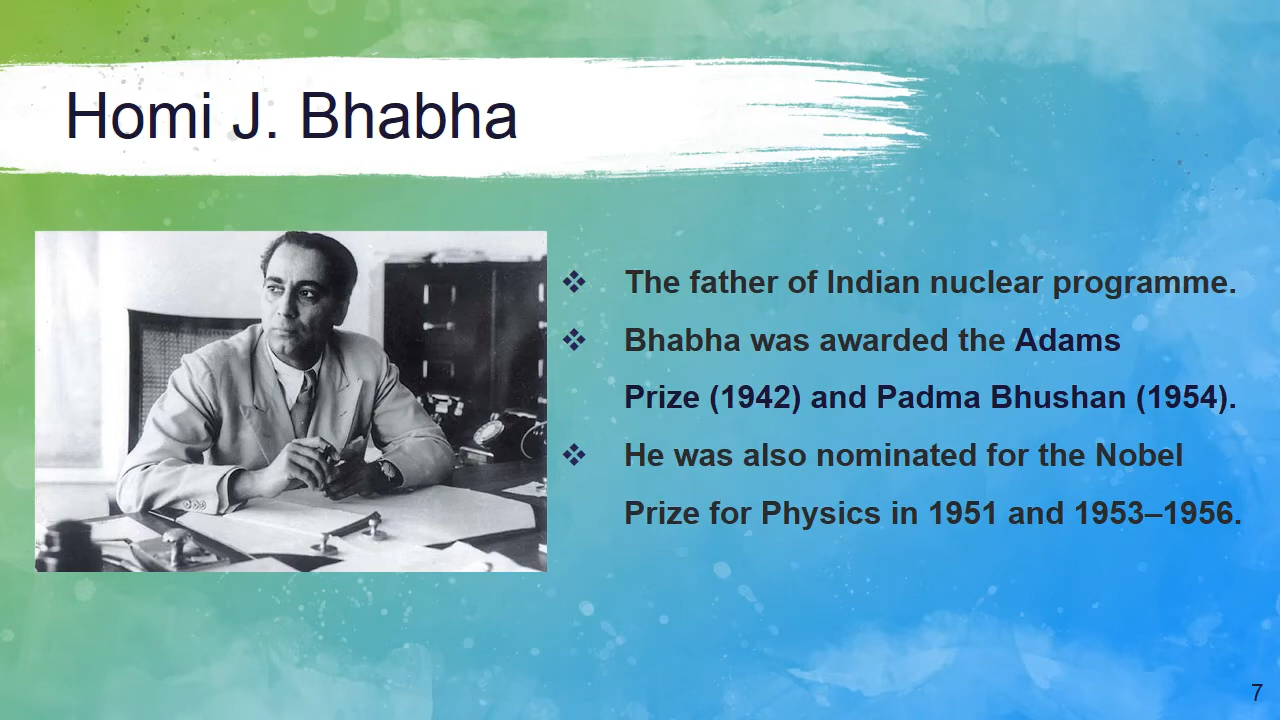 Homi J. Bhabha
❖ The father of Indian nuclear programme.
❖ Bhabha was awarded the Adams
Prize (1942) and Padma Bhushan (1954).
❖ He was also nominated for the Nobel
Prize for Physics in 1951 and 1953–1956.
7